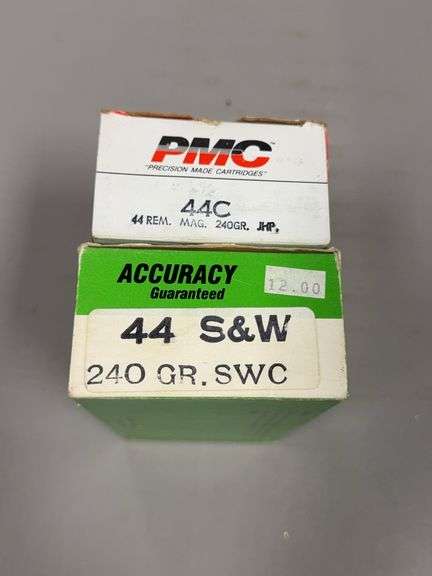 PMC
"PRECISION MADE CARTRIDGES"
44C
44 REM. MAG. 240GR. JHP.
ACCURACY
Guaranteed
12.00
44 S&W
240 GR. SWC